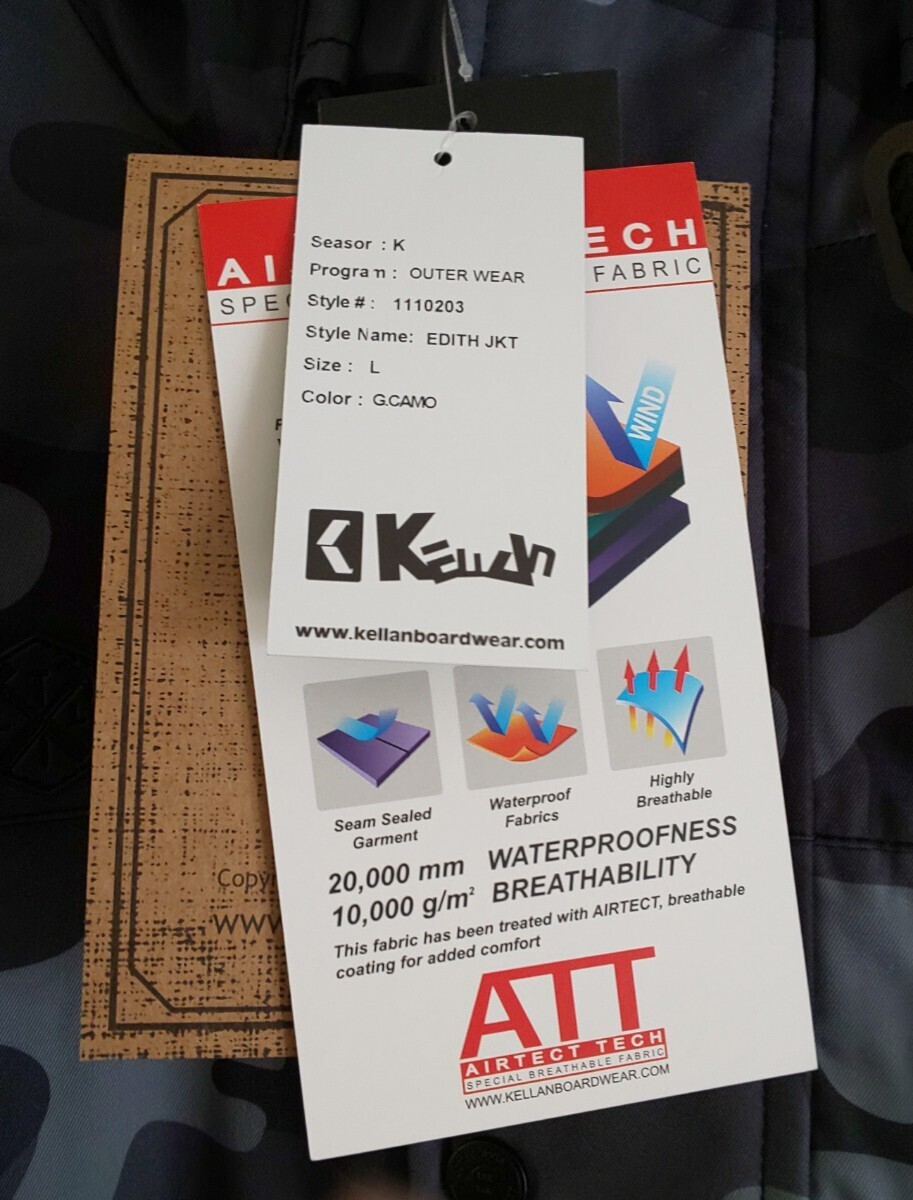 Seasor : K
Progra m : OUTER WEAR
Style # : 1110203
Style Name: EDITH JKT
Size : L
Color : G.CAMO
Kellan
www.kellanboardwear.com
AI ECH
SPEC FABRIC
WIND
Seam Sealed
Garment
Waterproof
Fabrics
Highly
Breathable
20,000 mm WATERPROOFNESS
10,000 g/m² BREATHABILITY
This fabric has been treated with AIRTECT, breathable
coating for added comfort
ATT
AIRTECT TECH
SPECIAL BREATHABLE FABRIC
WWW.KELLANBOARDWEAR.COM
Copyr
www